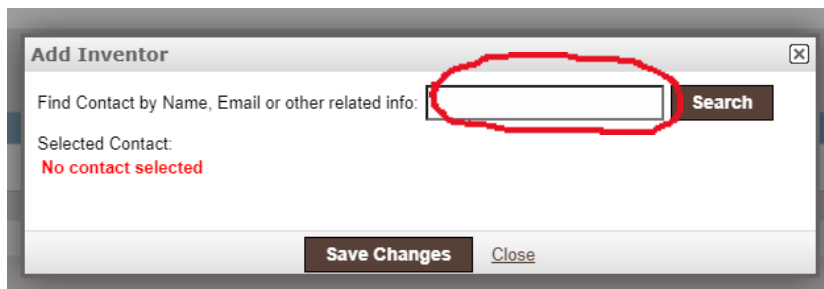 Add Inventor
Find Contact by Name, Email or other related info: Search
Selected Contact:
No contact selected
Save Changes Close